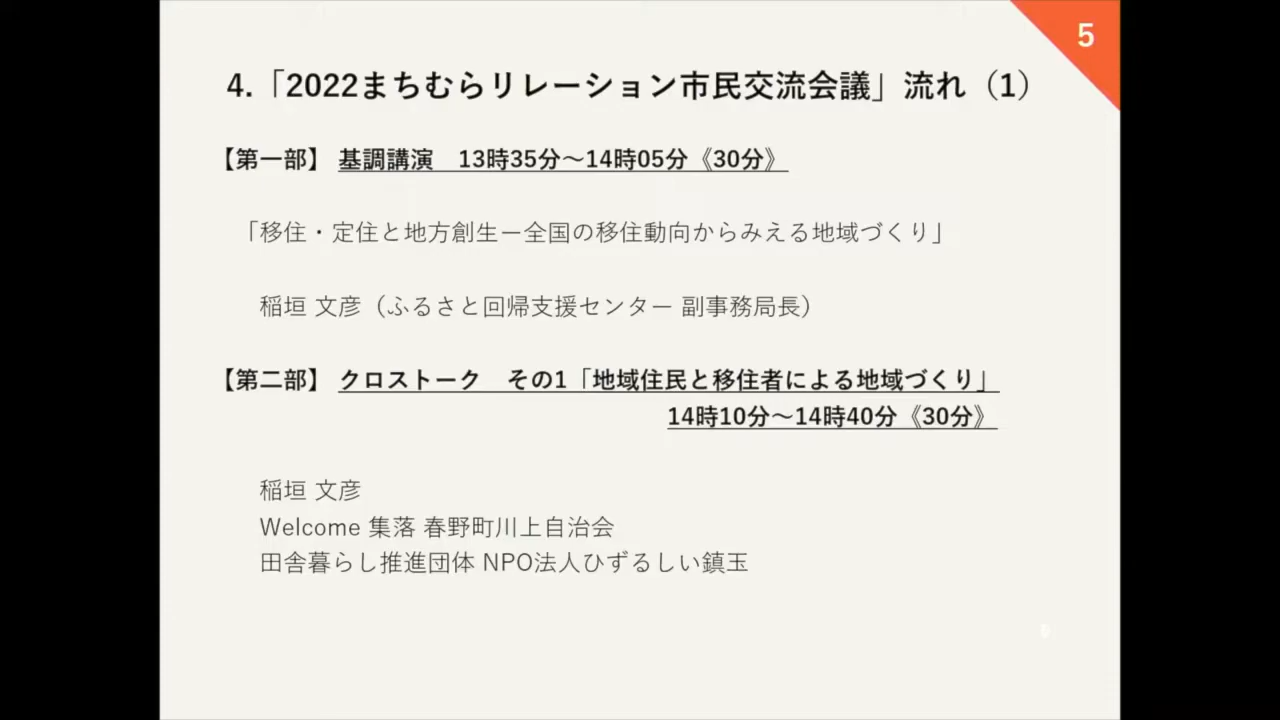 5
4.「2022まちむらリレーション市民交流会議」流れ（1）
【第一部】 基調講演　13時35分～14時05分《30分》
「移住・定住と地方創生ー全国の移住動向からみえる地域づくり」
稲垣 文彦（ふるさと回帰支援センター 副事務局長）
【第二部】 クロストーク　その1「地域住民と移住者による地域づくり」
14時10分～14時40分《30分》
稲垣 文彦
Welcome 集落 春野町川上自治会
田舎暮らし推進団体 NPO法人ひずるしい鎮玉